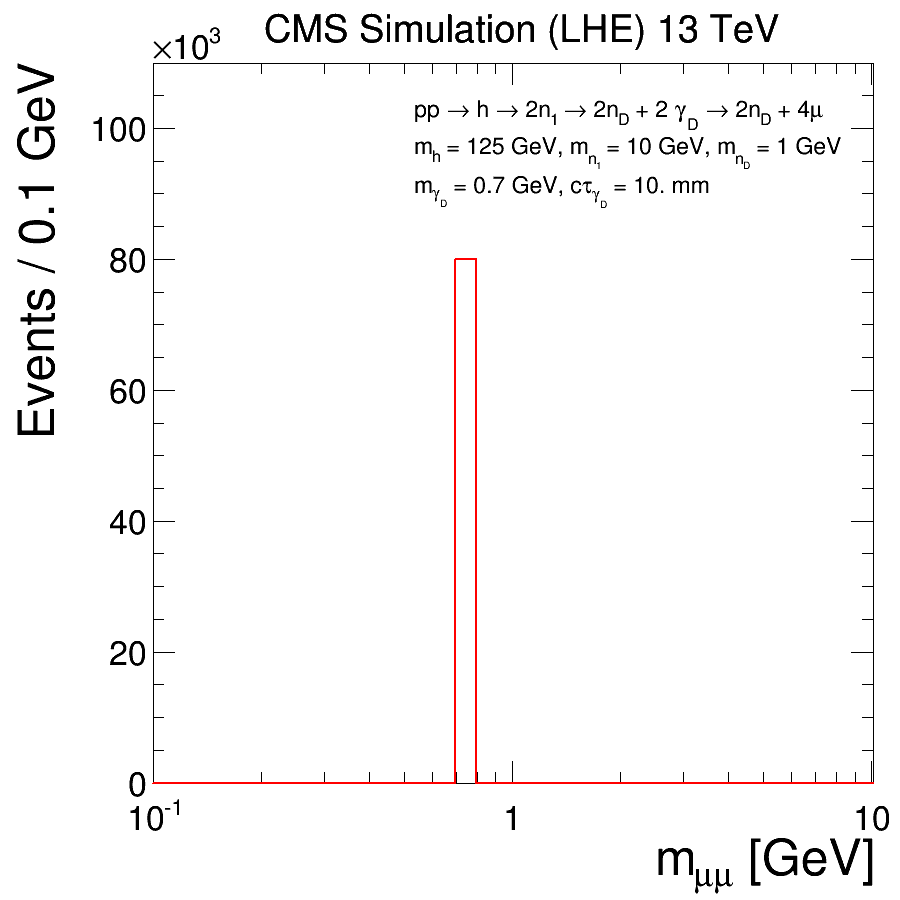 CMS Simulation (LHE) 13 TeV
×10³
Events / 0.1 GeV
pp → h → 2n₁ → 2n_D + 2 γ_D → 2n_D + 4μ
m_h = 125 GeV, m_n₁ = 10 GeV, m_n_D = 1 GeV
m_γ_D = 0.7 GeV, cτ_γ_D = 10. mm
100
80
60
40
20
0
10⁻¹ 1 10
m_μμ [GeV]